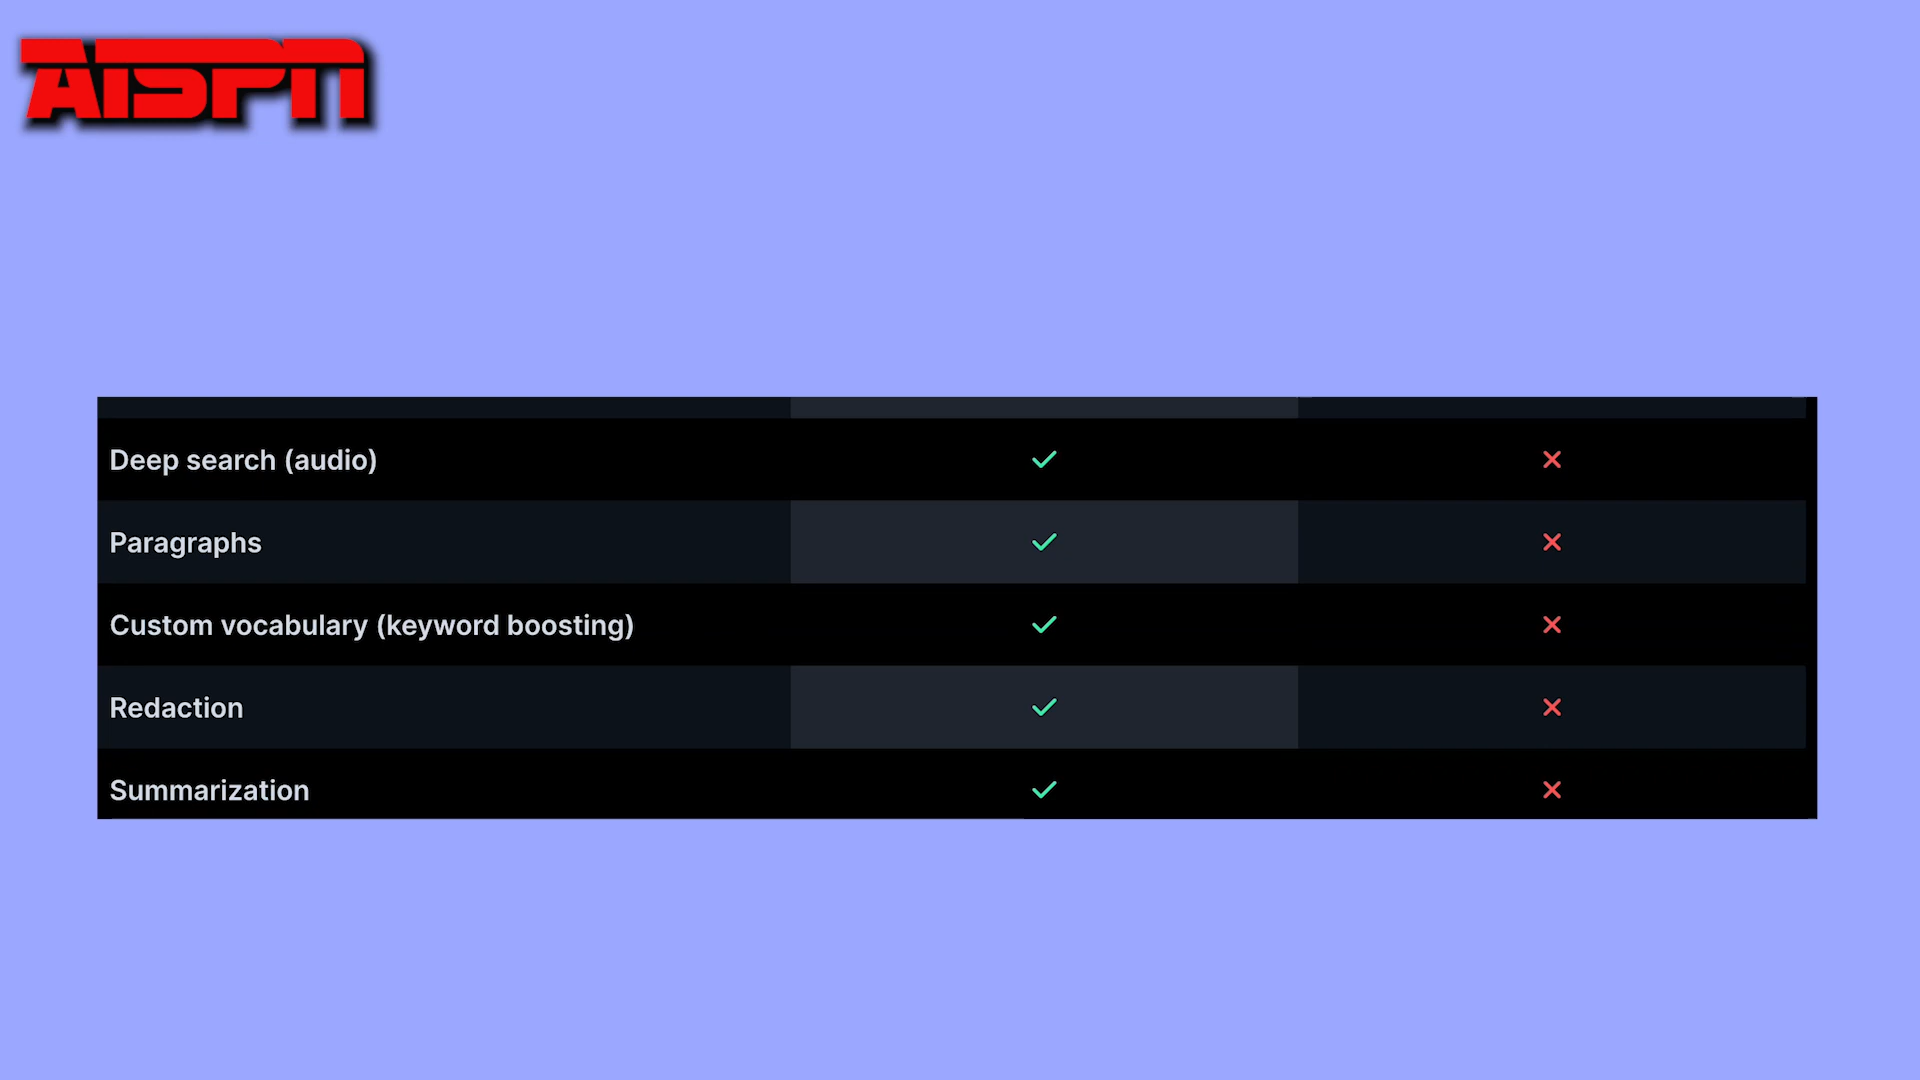 AISPN
Deep search (audio)
Paragraphs
Custom vocabulary (keyword boosting)
Redaction
Summarization